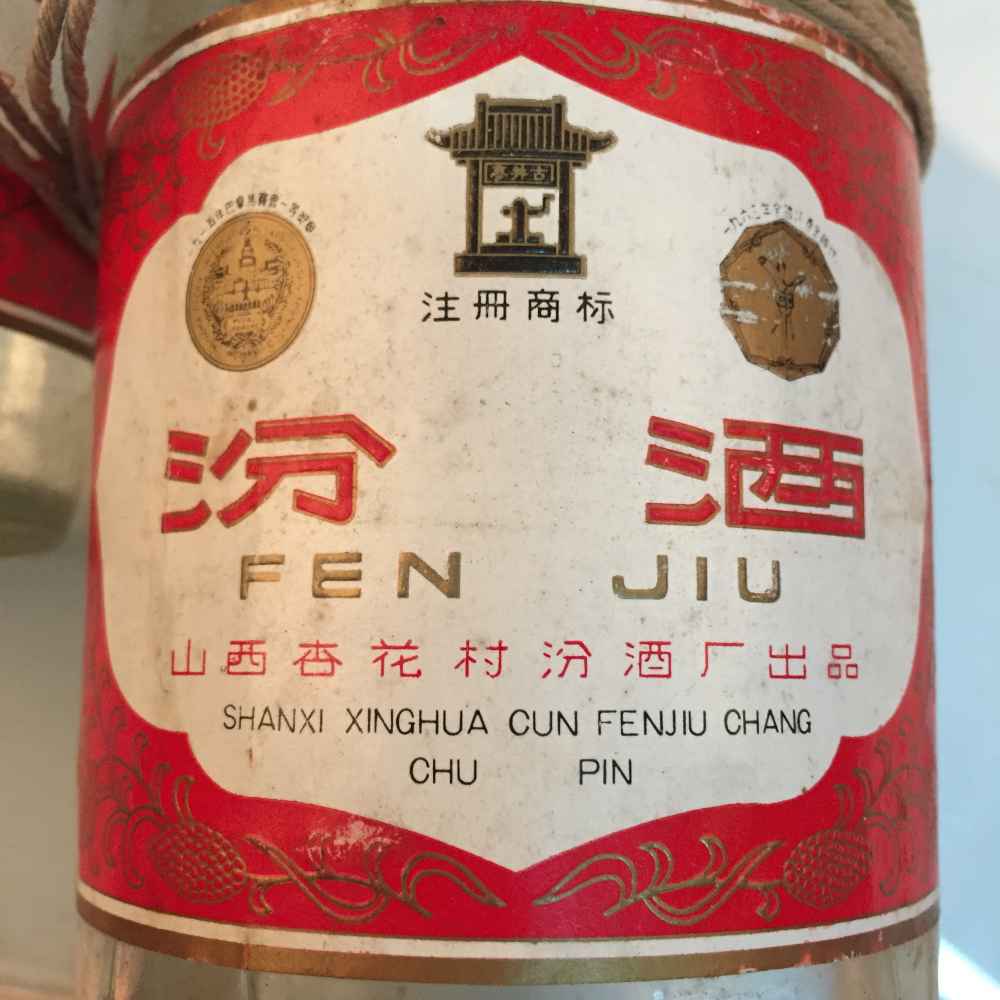 古井亭
注册商标
汾酒
FEN JIU
山西杏花村汾酒厂出品
SHANXI XINGHUA CUN FENJIU CHANG
CHU PIN